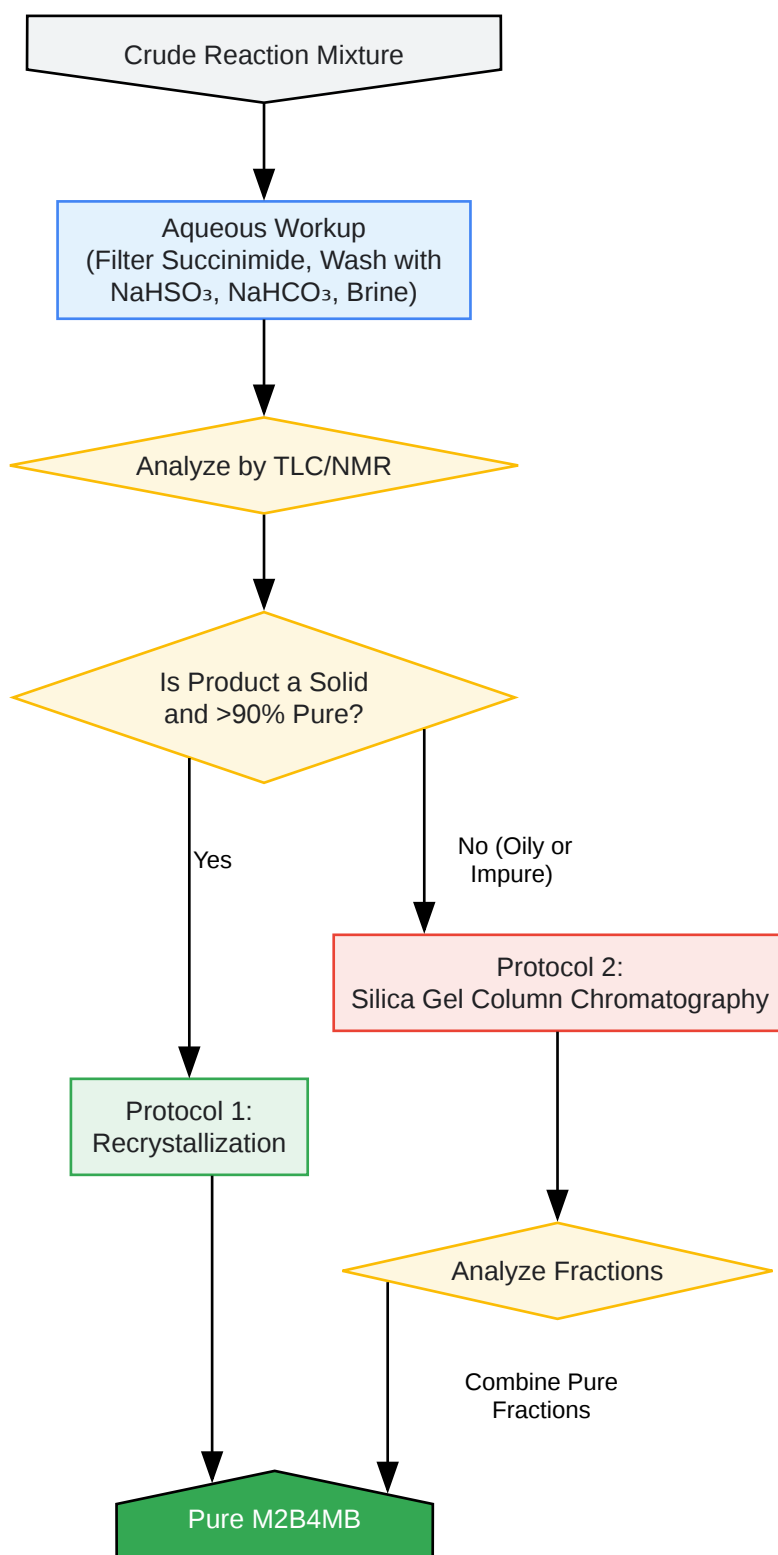 Crude Reaction Mixture
Aqueous Workup
(Filter Succinimide, Wash with
NaHSO₃, NaHCO₃, Brine)
Analyze by TLC/NMR
Is Product a Solid
and >90% Pure?
Yes
No (Oily or
Impure)
Protocol 2:
Silica Gel Column Chromatography
Protocol 1:
Recrystallization
Analyze Fractions
Combine Pure
Fractions
Pure M2B4MB